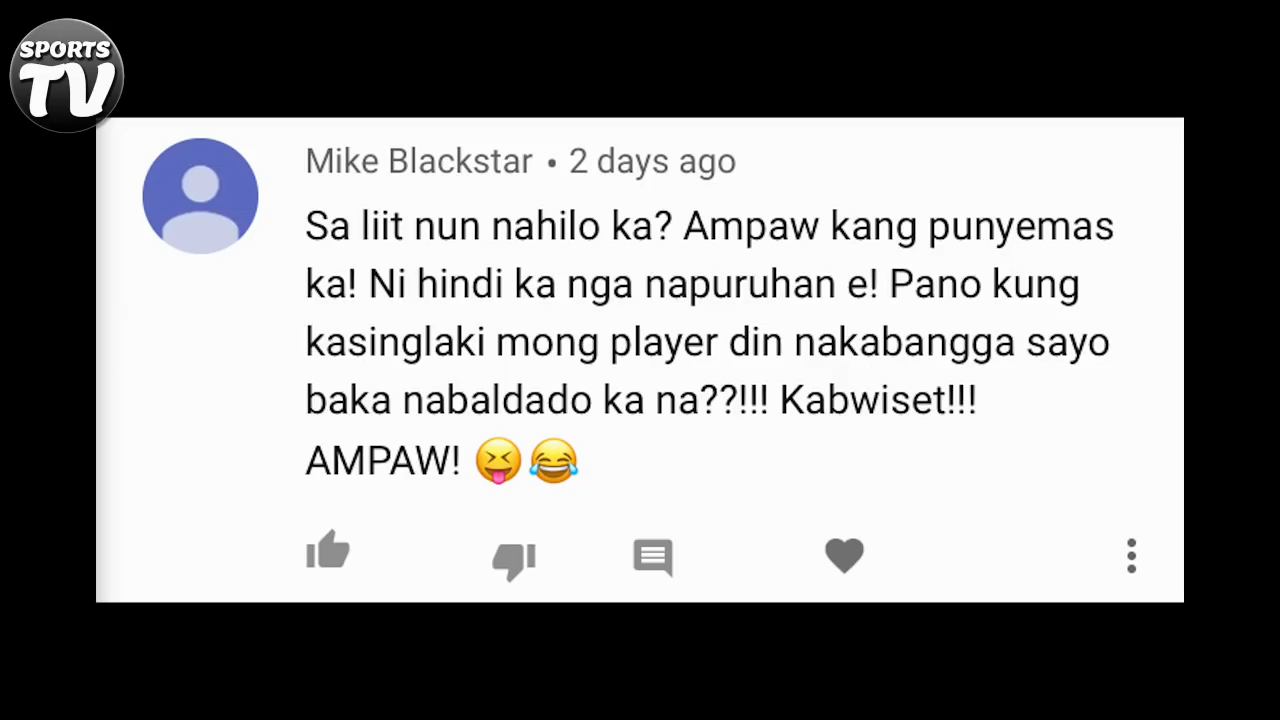 SPORTS
TV
Mike Blackstar • 2 days ago
Sa liit nun nahilo ka? Ampaw kang punyemas
ka! Ni hindi ka nga napuruhan e! Pano kung
kasinglaki mong player din nakabangga sayo
baka nabaldado ka na??!!! Kabwiset!!!
AMPAW! 😝😂